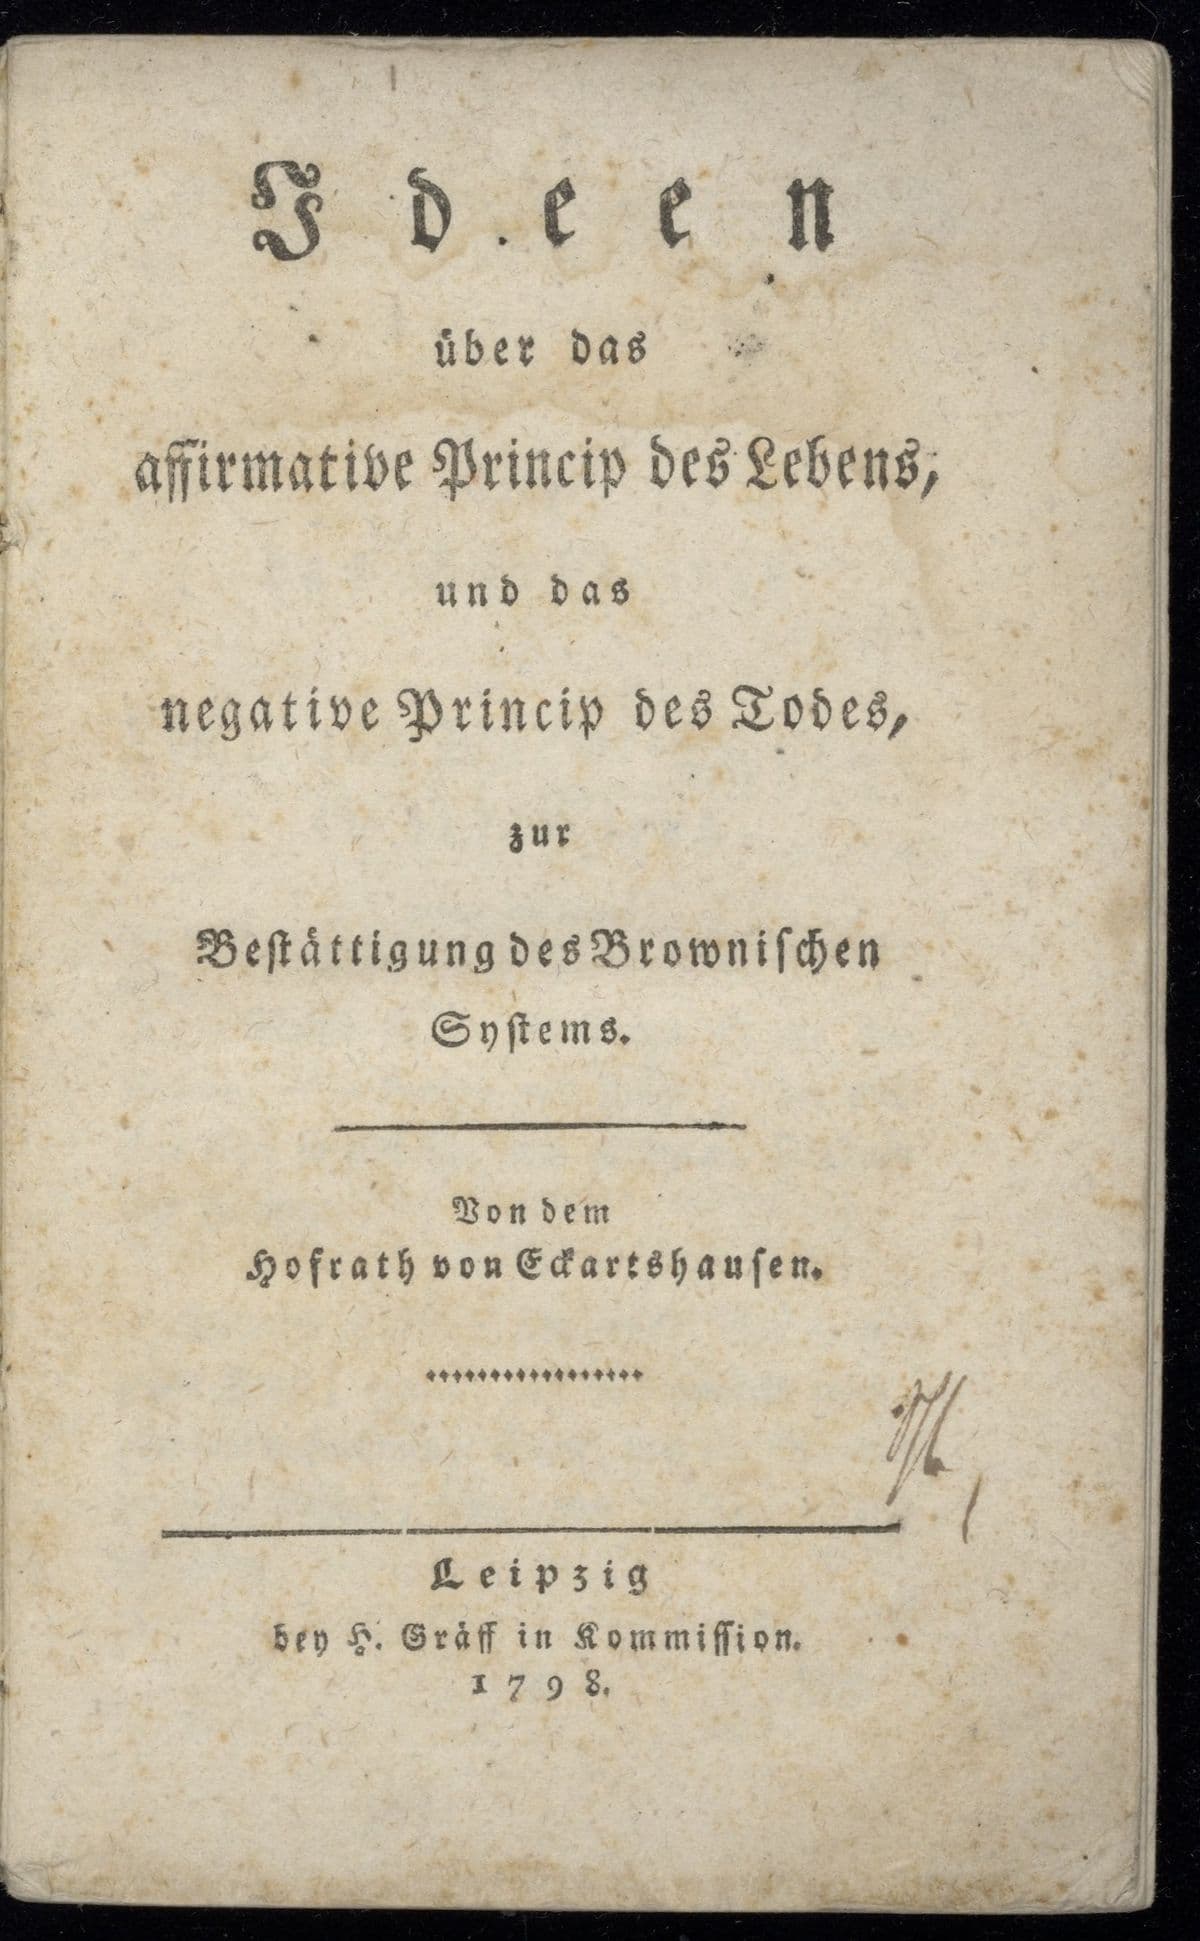 Ideen
über das
affirmative Princip des Lebens,
und das
negative Princip des Todes,
zur
Beſtättigung des Browniſchen
Syſtems.
Von dem
Hofrath von Eckartshauſen.
Leipzig
bey H. Gräff in Kommiſſion.
1798.